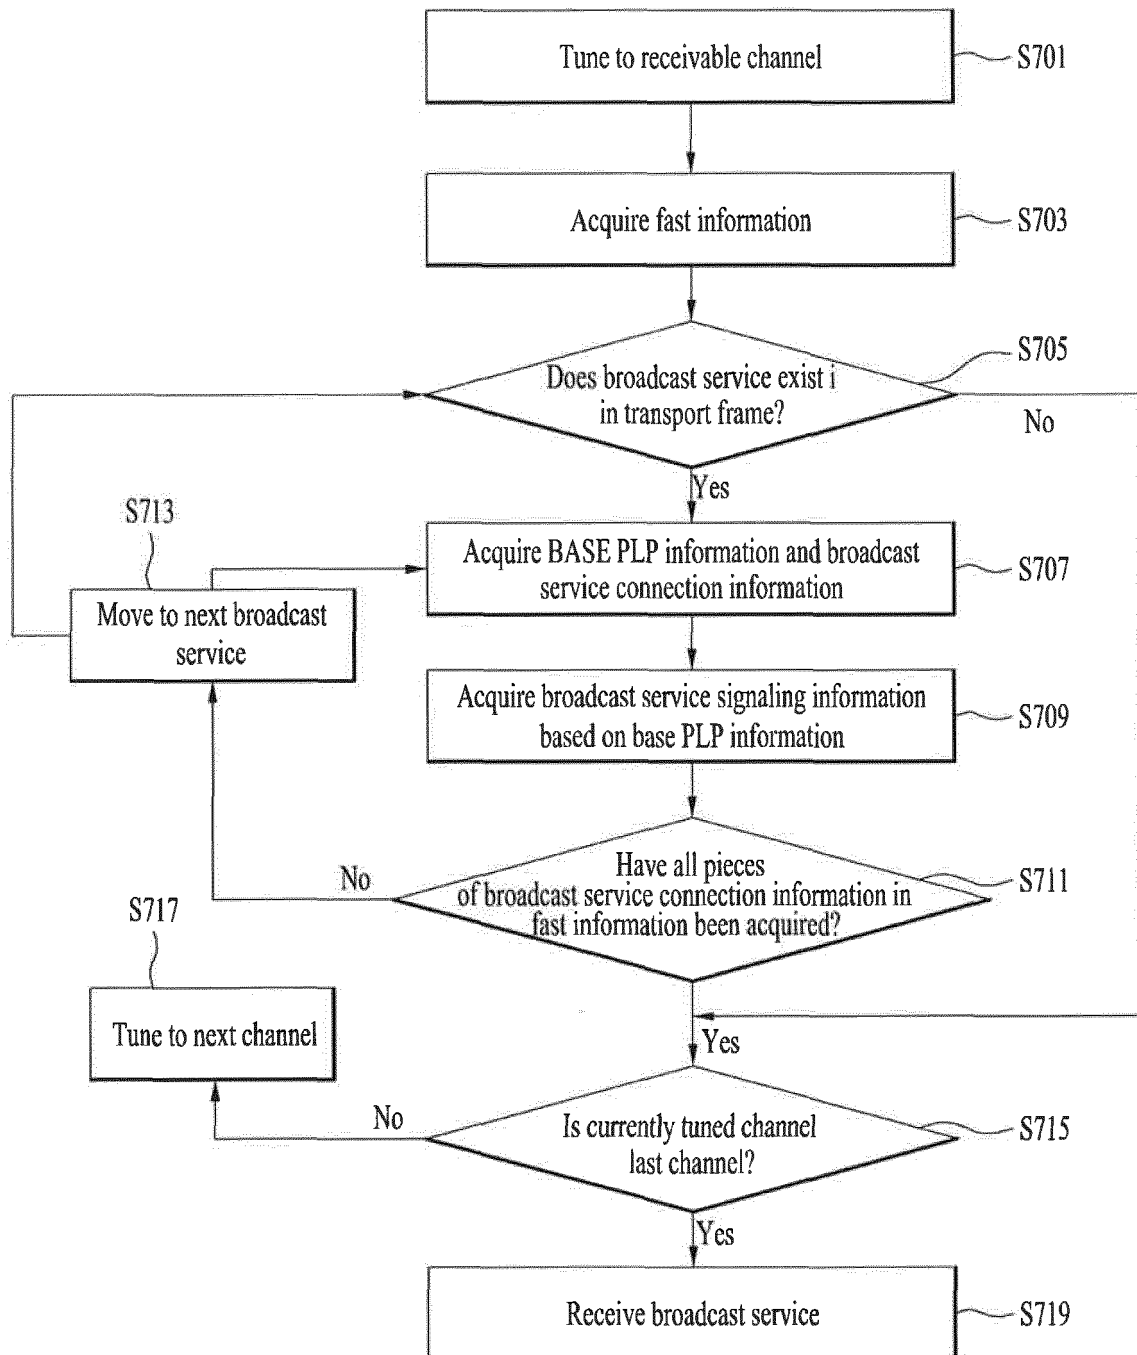 Tune to receivable channel
S701
Acquire fast information
S703
S705
Does broadcast service exist i
in transport frame?
No
Yes
S713
Acquire BASE PLP information and broadcast
service connection information
S707
Move to next broadcast
service
Acquire broadcast service signaling information
based on base PLP information
S709
Have all pieces
of broadcast service connection information in
fast information been acquired?
S711
No
S717
Tune to next channel
Yes
No
Is currently tuned channel
last channel?
S715
Yes
Receive broadcast service
S719